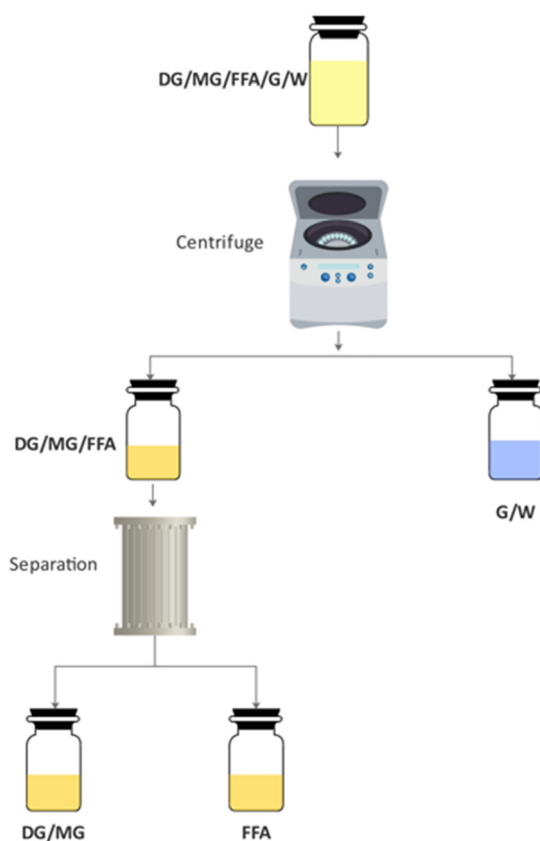 DG/MG/FFA/G/W
Centrifuge
DG/MG/FFA
G/W
Separation
DG/MG
FFA